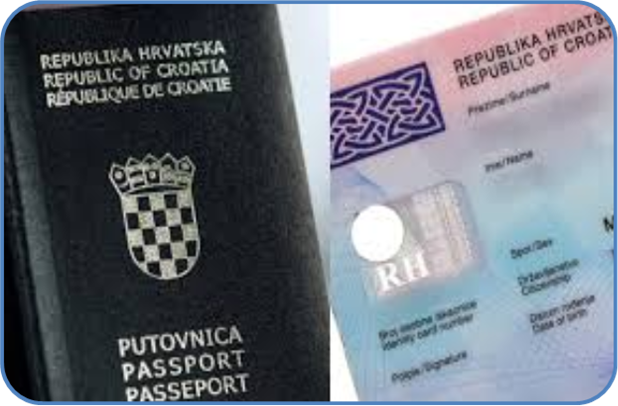 REPUBLIKA HRVATSKA
REPUBLIC OF CROATIA
RÉPUBLIQUE DE CROATIE
PUTOVNICA
PASSPORT
PASSEPORT
REPUBLIKA HRVATS
REPUBLIC OF CROAT
Prezime/Surname
Ime/Name
RH
Spol/Sex
M
Državljanstvo
Citizenship
Broj osobne iskaznice
Identity card number
Datum rođenja
Date of birth
Potpis/Signature